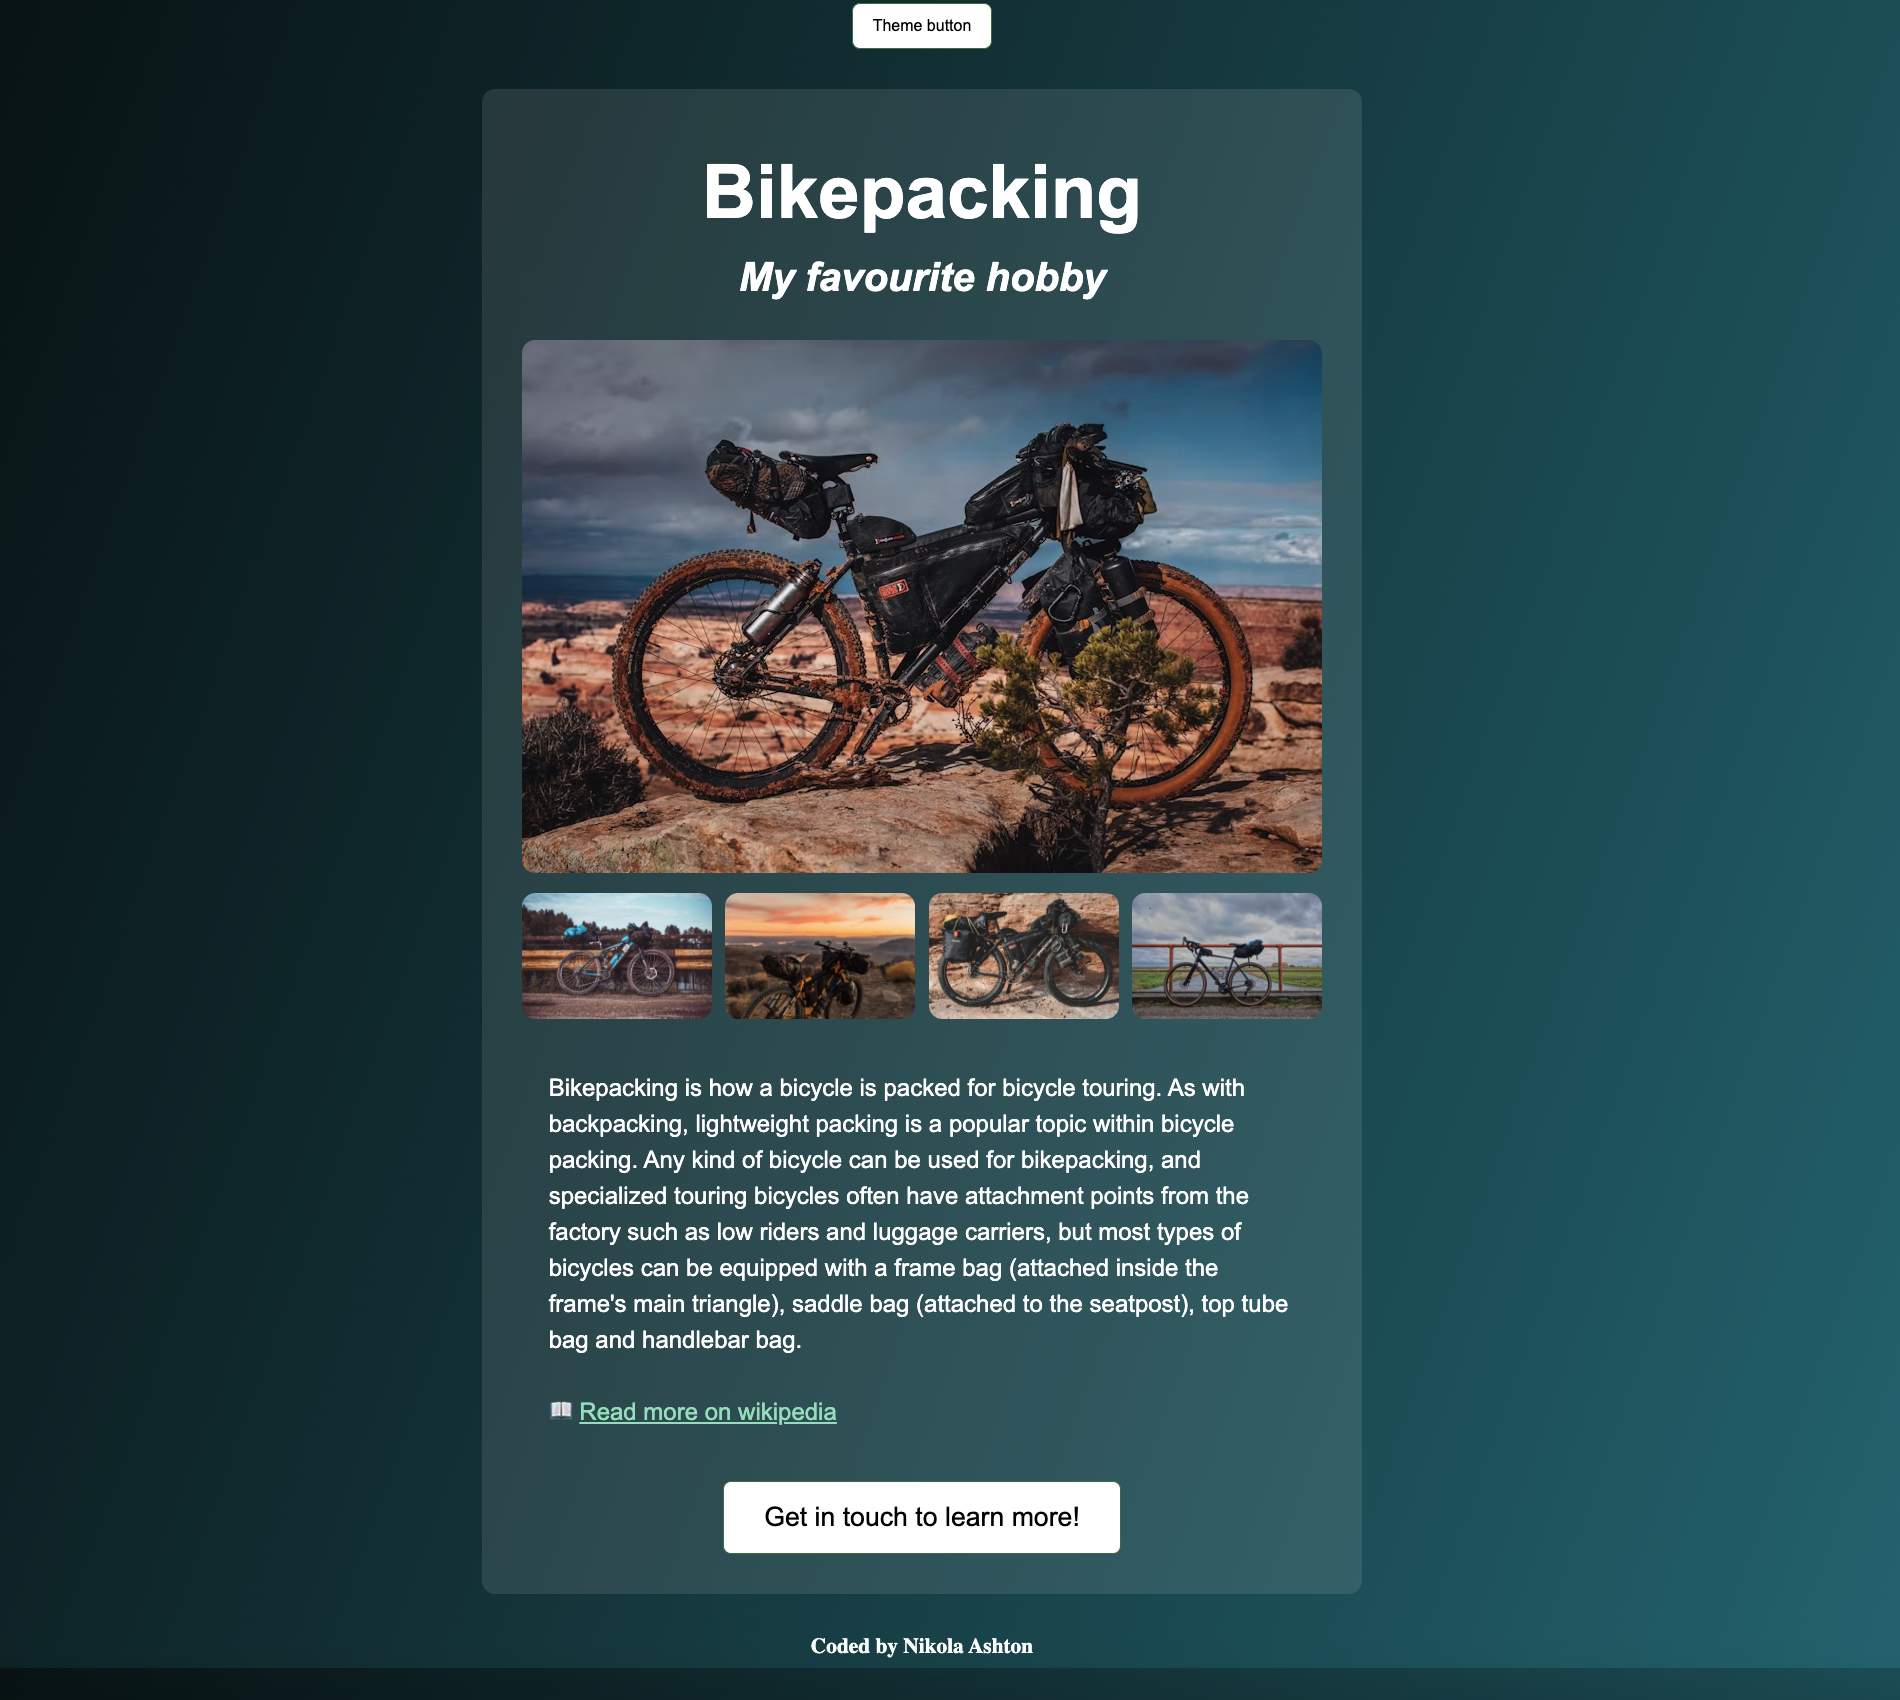 Theme button
Bikepacking
My favourite hobby
Bikepacking is how a bicycle is packed for bicycle touring. As with
backpacking, lightweight packing is a popular topic within bicycle
packing. Any kind of bicycle can be used for bikepacking, and
specialized touring bicycles often have attachment points from the
factory such as low riders and luggage carriers, but most types of
bicycles can be equipped with a frame bag (attached inside the
frame's main triangle), saddle bag (attached to the seatpost), top tube
bag and handlebar bag.
📖 Read more on wikipedia
Get in touch to learn more!
Coded by Nikola Ashton